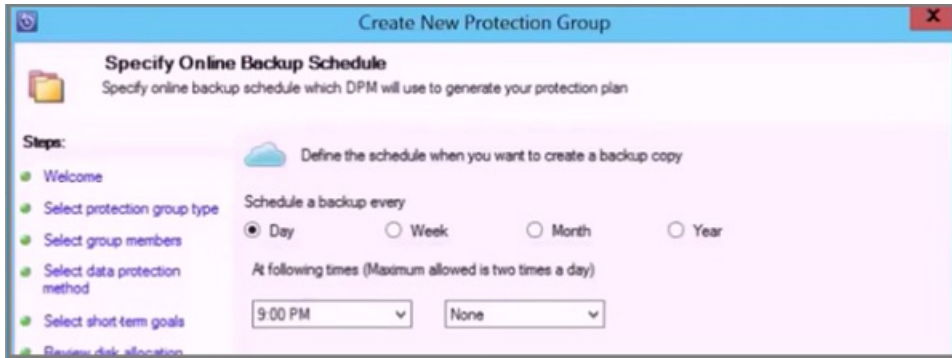 Create New Protection Group
X
Specify Online Backup Schedule
Specify online backup schedule which DPM will use to generate your protection plan
Steps:
Welcome
Select protection group type
Select group members
Select data protection
method
Select short-term goals
Review disk allocation
Define the schedule when you want to create a backup copy
Schedule a backup every
Day Week Month Year
At following times (Maximum allowed is two times a day)
9:00 PM None